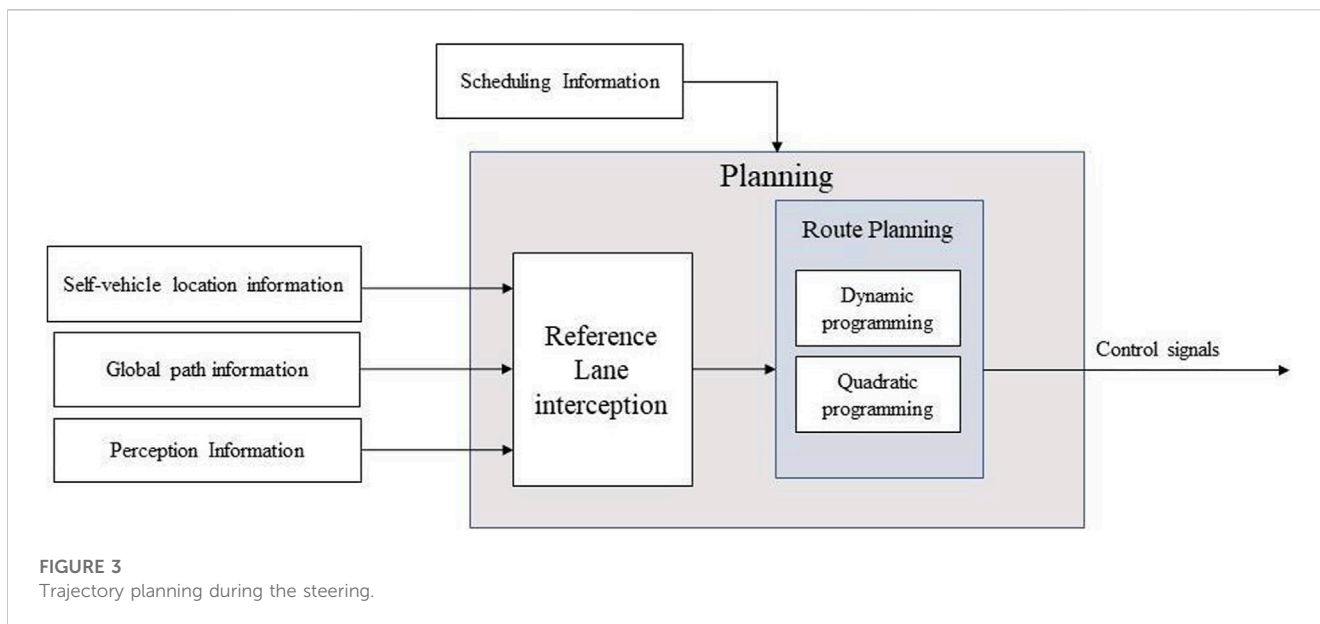 Scheduling Information
Planning
Route Planning
Self-vehicle location information
Dynamic
programming
Reference
Lane
interception
Control signals
Global path information
Quadratic
programming
Perception Information
FIGURE 3
Trajectory planning during the steering.